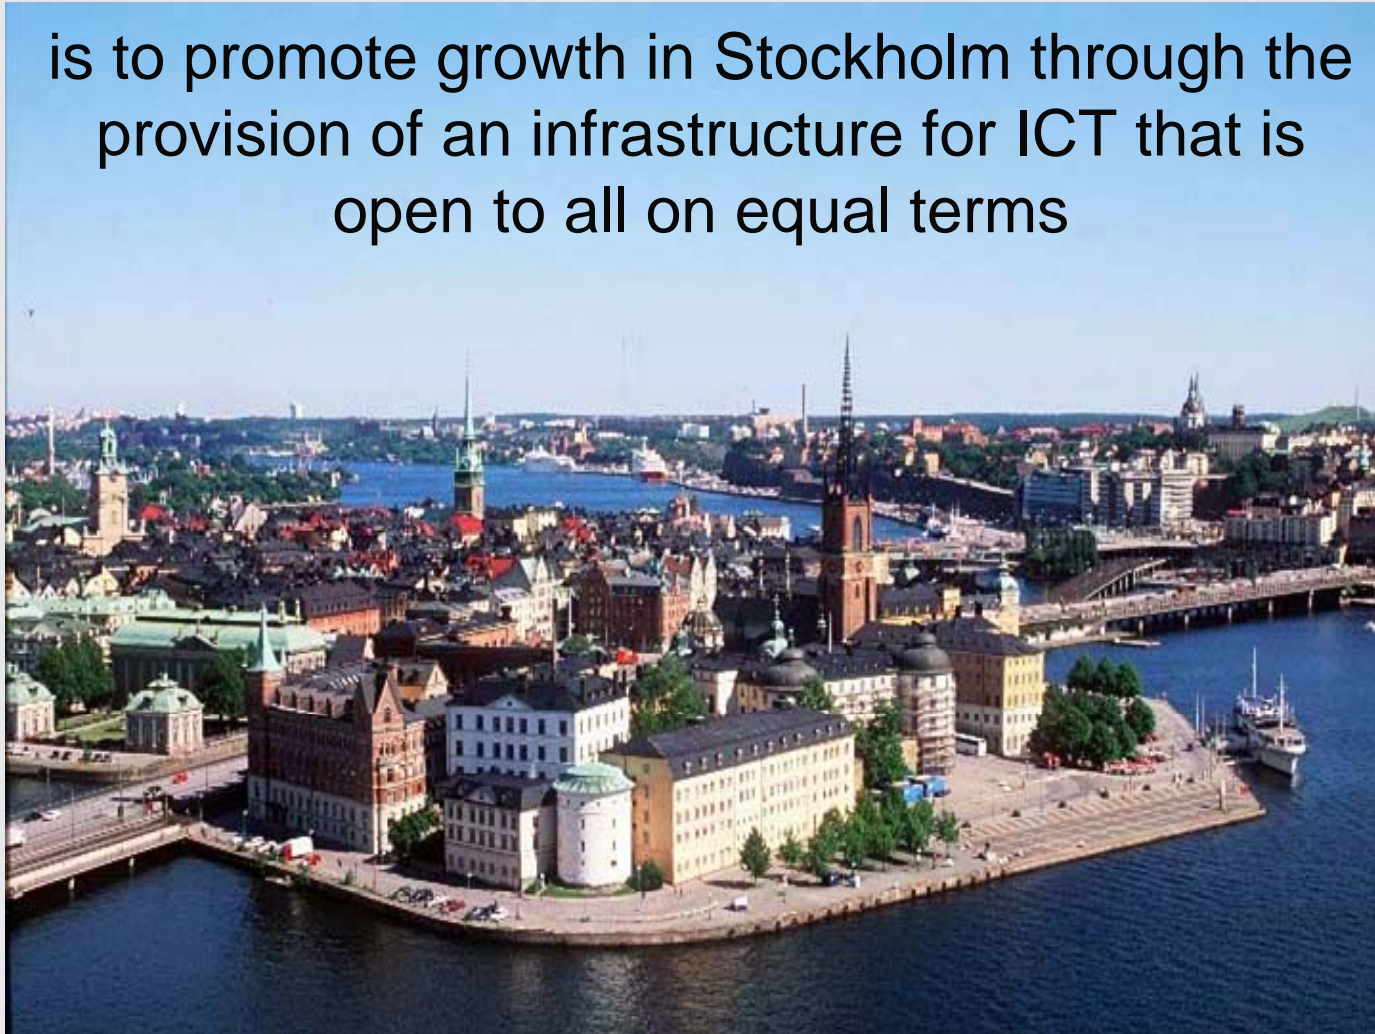 is to promote growth in Stockholm through the
provision of an infrastructure for ICT that is
open to all on equal terms